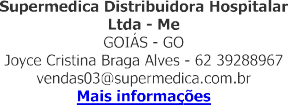 Supermedica Distribuidora Hospitalar
Ltda - Me
GOIÁS - GO
Joyce Cristina Braga Alves - 62 39288967
vendas03@supermedica.com.br
Mais informações